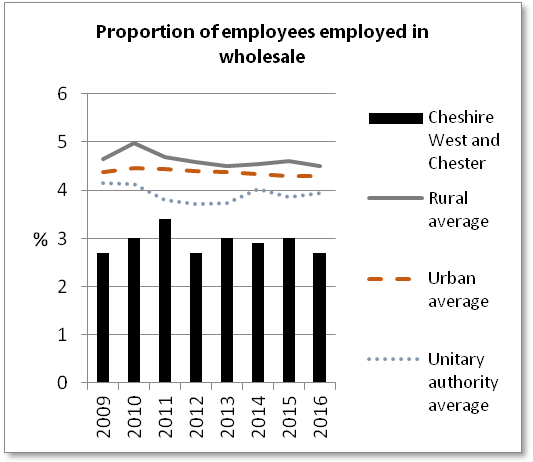 Proportion of employees employed in
wholesale
6
5
4
3
2
1
0
%
2009
2010
2011
2012
2013
2014
2015
2016
Cheshire
West and
Chester
Rural
average
Urban
average
Unitary
authority
average